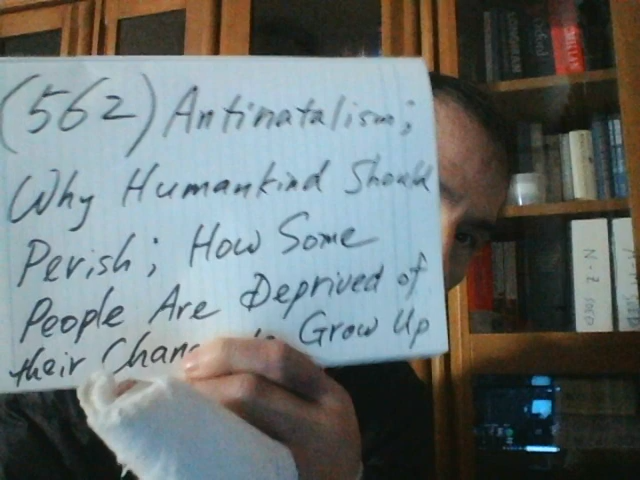 (562) Antinatalism;
Why Humankind Should
Perish; How Some
People Are Deprived of
their Grow Up
N - Z